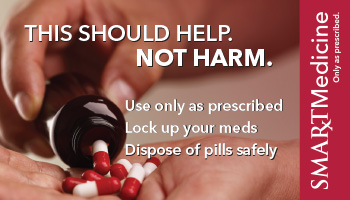 THIS SHOULD HELP.
NOT HARM.
Use only as prescribed
Lock up your meds
Dispose of pills safely
SMARxTMedicine
Only as prescribed.